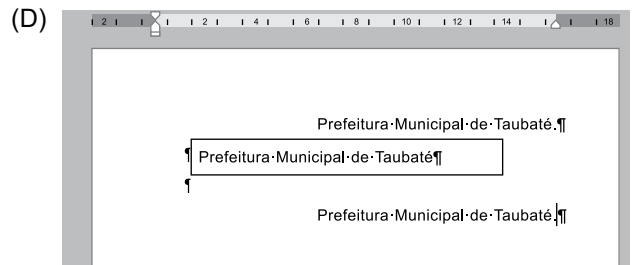 (D)
2 2 4 6 8 10 12 14 18
Prefeitura·Municipal·de·Taubaté.¶
¶ Prefeitura·Municipal·de·Taubaté¶
¶
Prefeitura·Municipal·de·Taubaté.¶